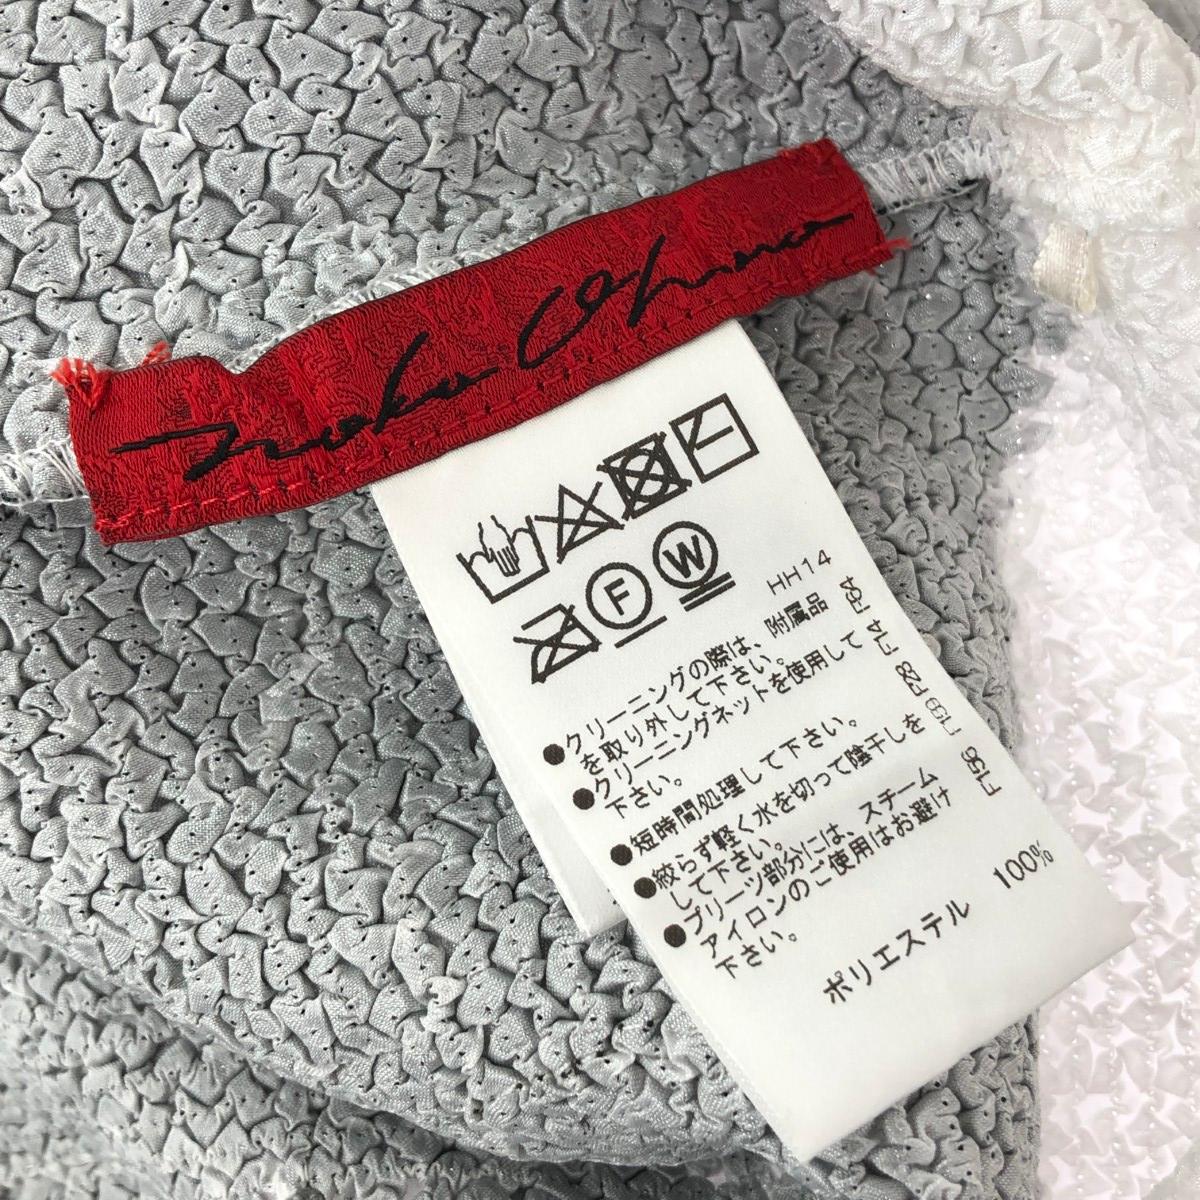 Naoko Ohno
F
W
HH14
●クリーニングの際は、附属品
を取り外して下さい。
●クリーニングネットを使用して
下さい。
●短時間処理して下さい。
●絞らず軽く水を切って陰干しを
して下さい。
●プリーツ部分には、スチーム
アイロンのご使用はお避け
下さい。
ポリエステル 100%